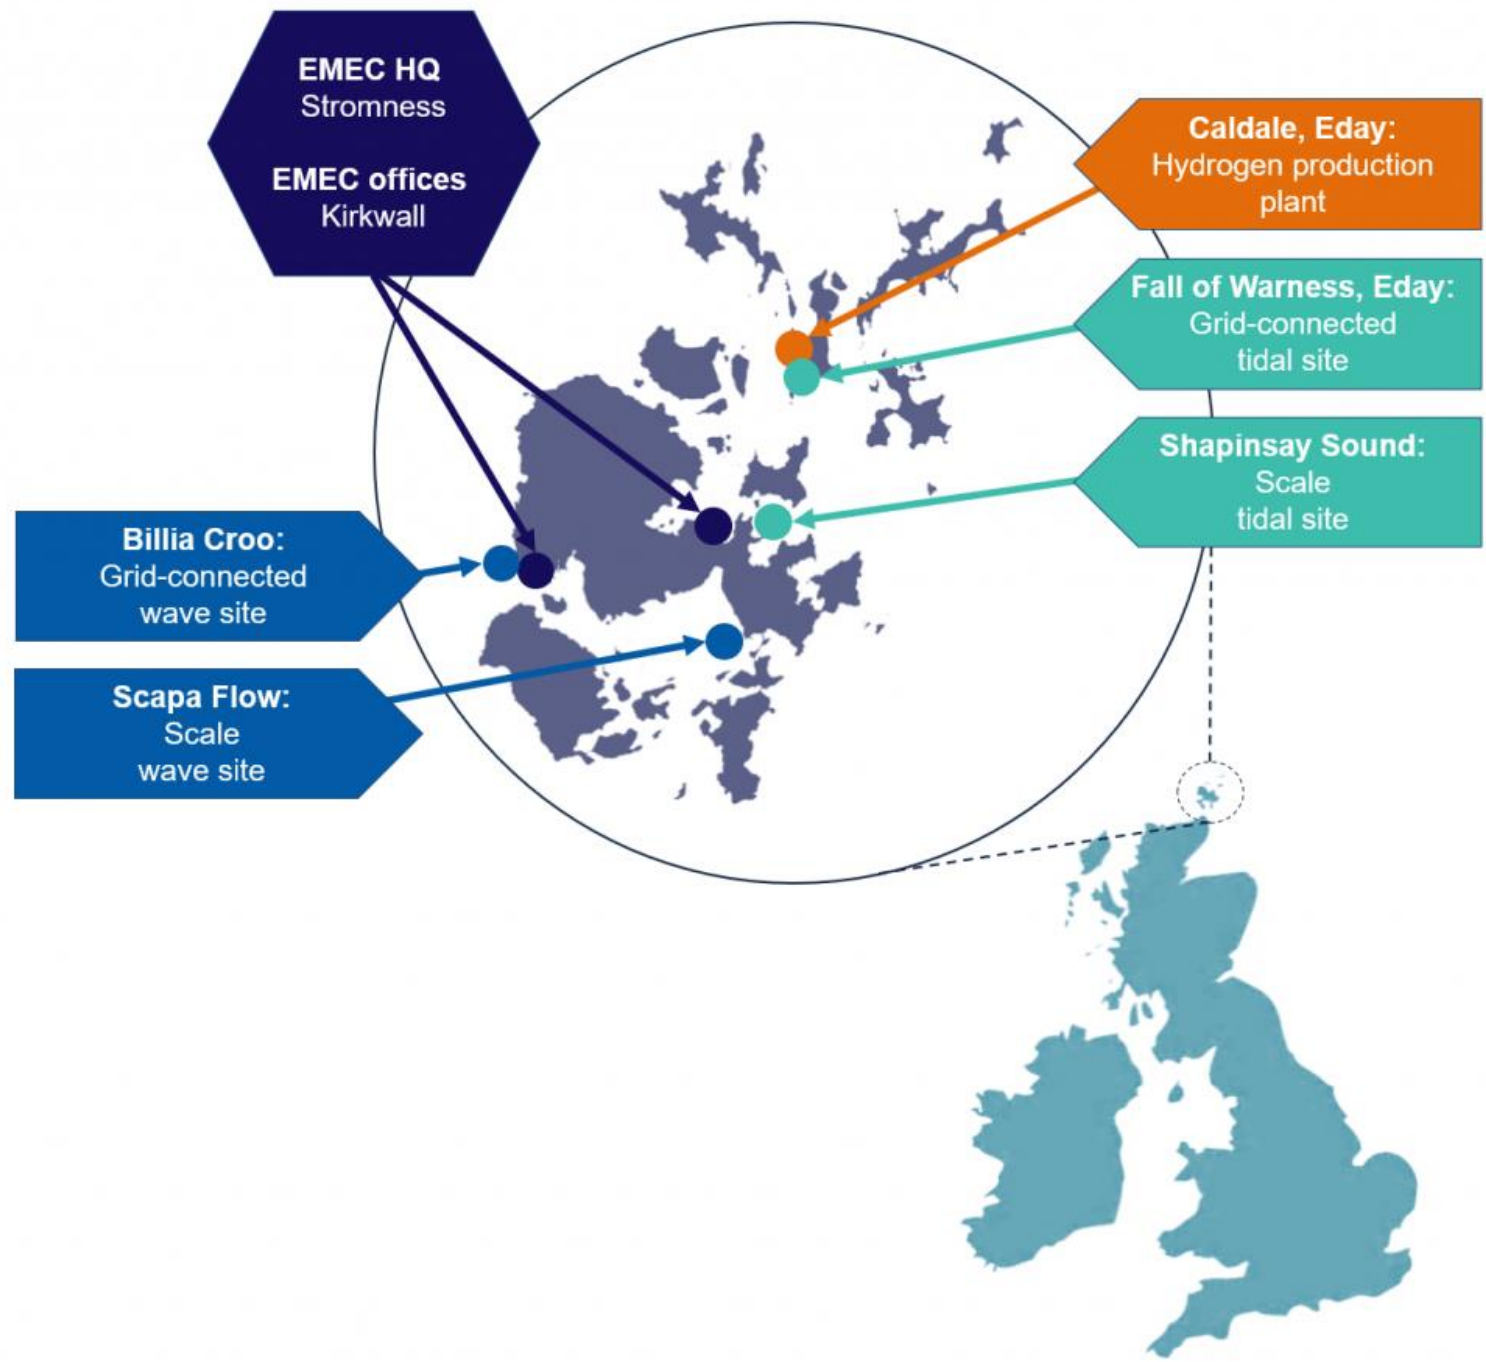 EMEC HQ
Stromness
EMEC offices
Kirkwall
Caldale, Eday:
Hydrogen production
plant
Fall of Warness, Eday:
Grid-connected
tidal site
Shapinsay Sound:
Scale
tidal site
Billia Croo:
Grid-connected
wave site
Scapa Flow:
Scale
wave site